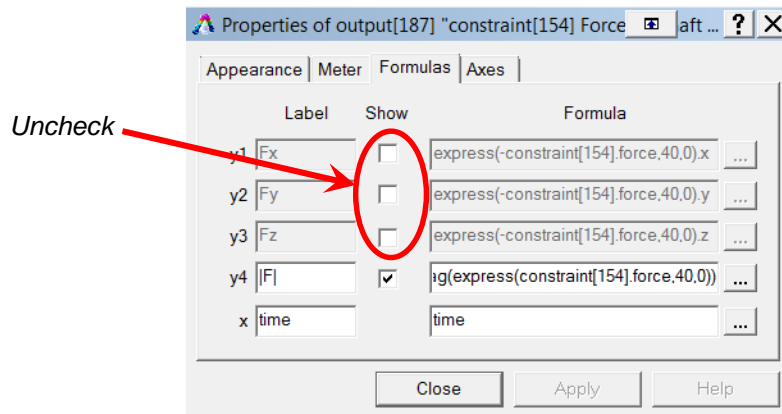 Properties of output[187] "constraint[154] Force aft ... ? X
Appearance Meter Formulas Axes
Label Show Formula
Uncheck
y1 Fx express(-constraint[154].force,40,0).x ...
y2 Fy express(-constraint[154].force,40,0).y ...
y3 Fz express(-constraint[154].force,40,0).z ...
y4 |F| ag(express(constraint[154].force,40,0)) ...
x time time ...
Close Apply Help